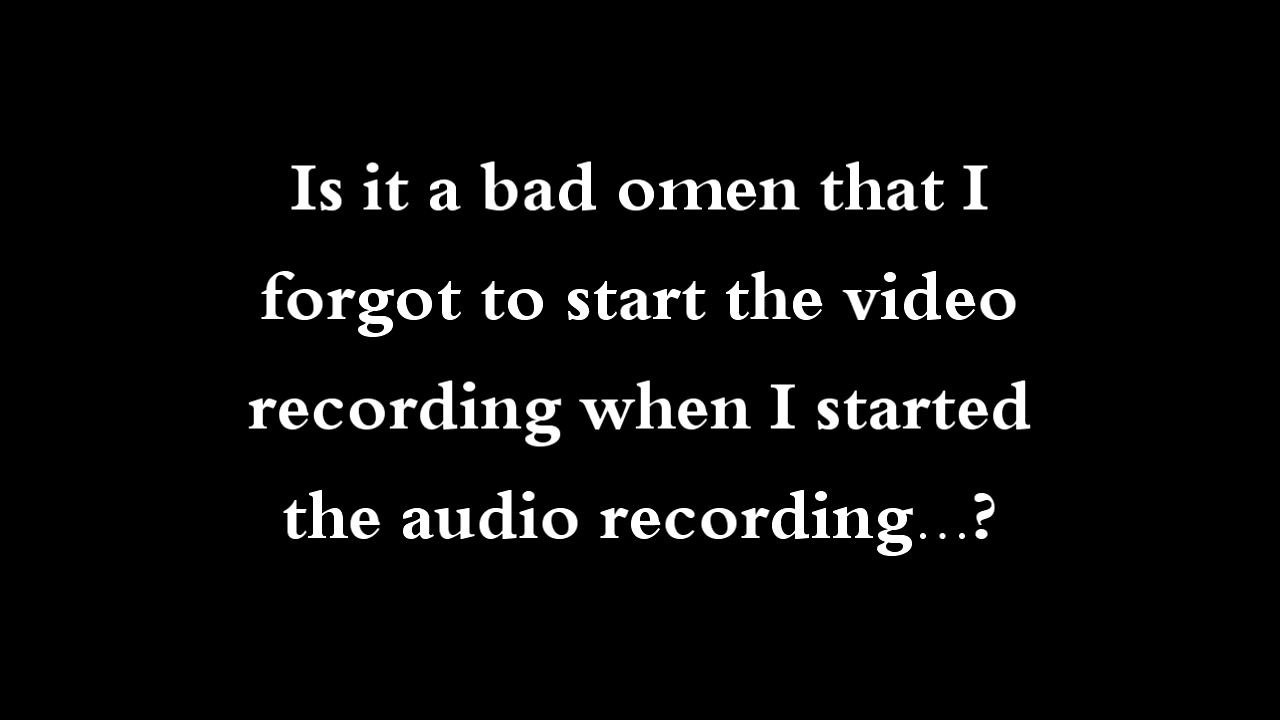 Is it a bad omen that I
forgot to start the video
recording when I started
the audio recording…?